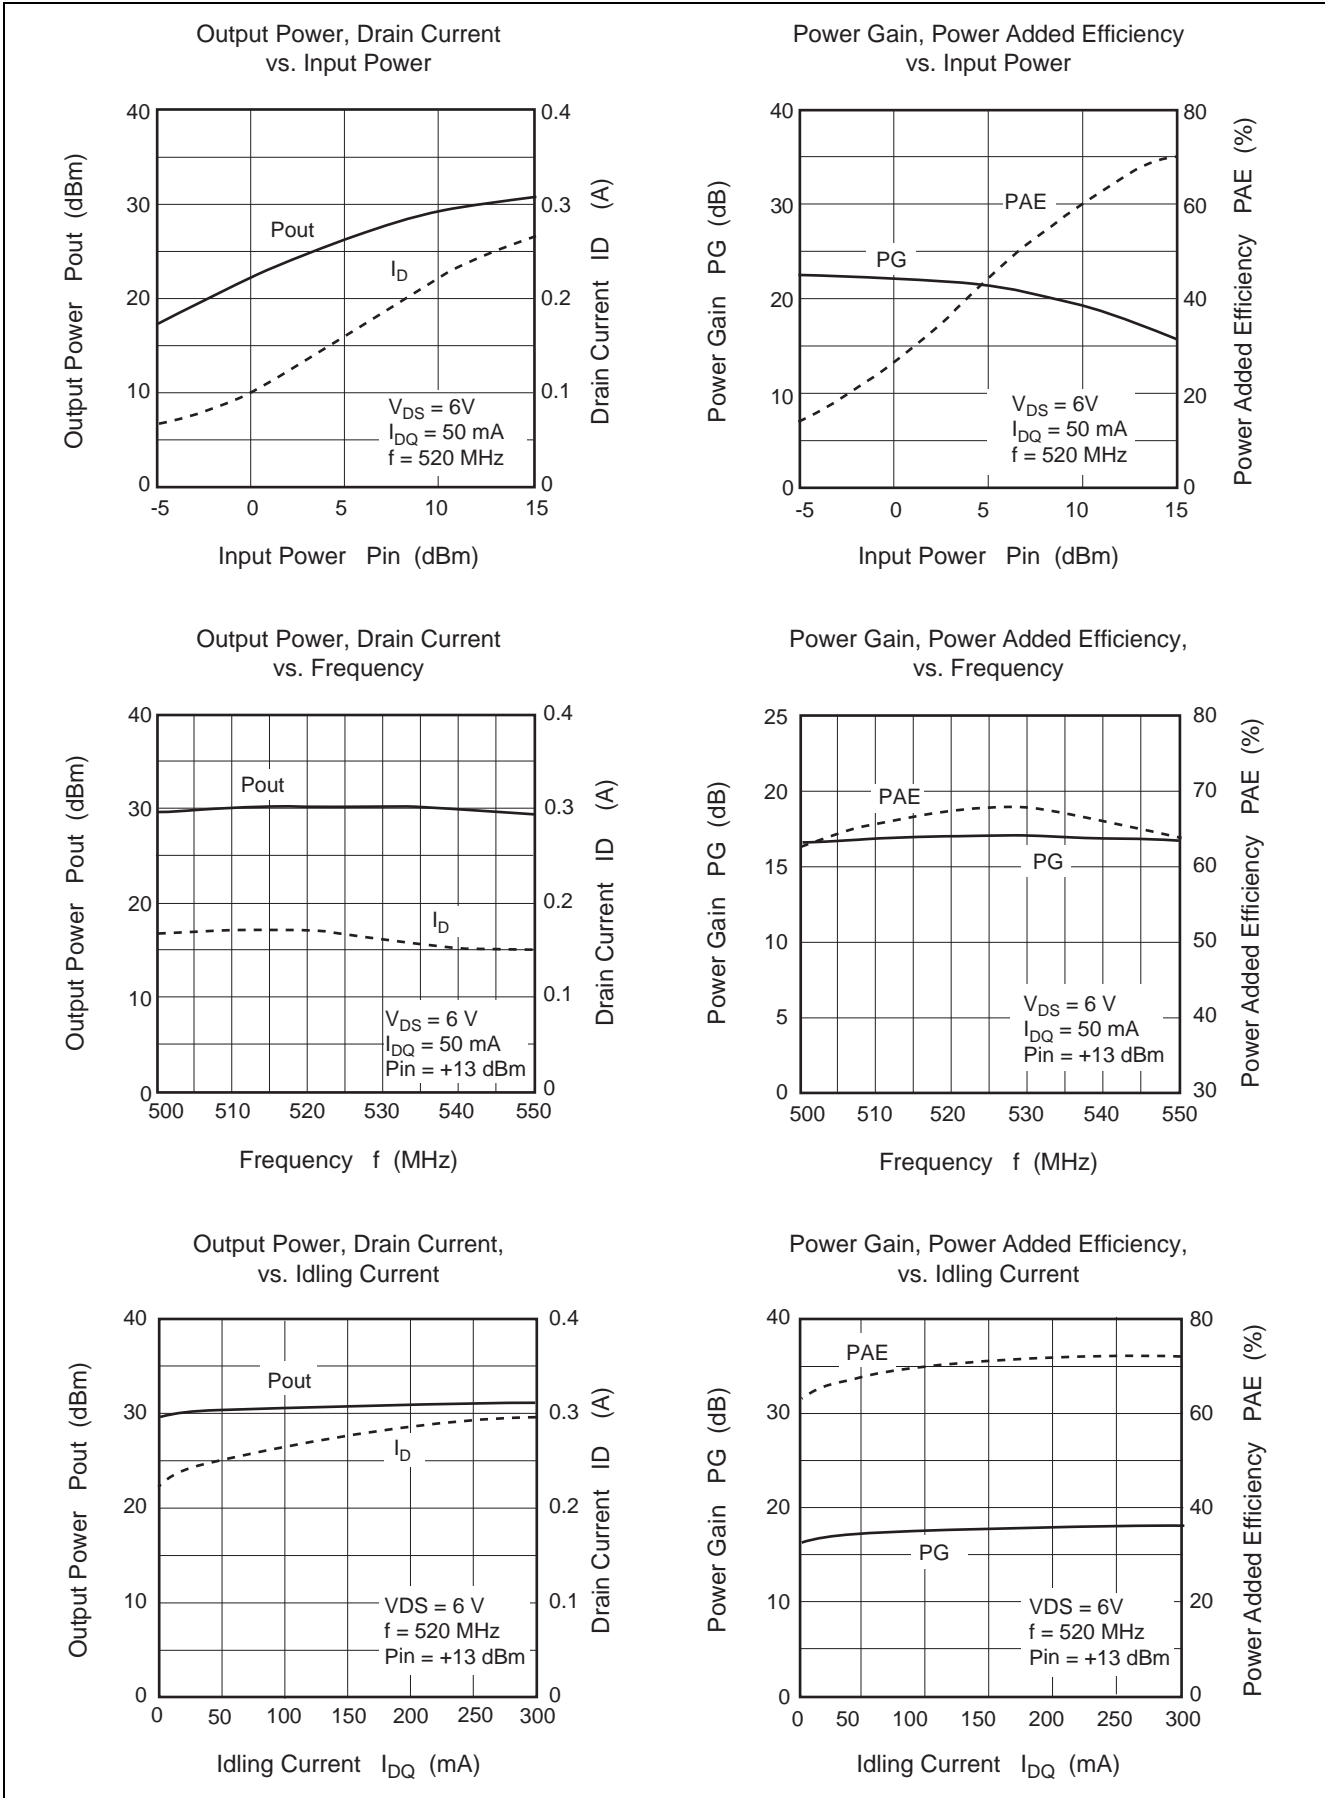 Output Power, Drain Current
vs. Input Power
40
30
20
10
0
0.4
0.3
0.2
0.1
0
Output Power Pout (dBm)
Drain Current ID (A)
Pout
ID
VDS = 6V
IDQ = 50 mA
f = 520 MHz
-5 0 5 10 15
Input Power Pin (dBm)
Power Gain, Power Added Efficiency
vs. Input Power
40
30
20
10
0
80
60
40
20
0
Power Gain PG (dB)
Power Added Efficiency PAE (%)
PAE
PG
VDS = 6V
IDQ = 50 mA
f = 520 MHz
-5 0 5 10 15
Input Power Pin (dBm)
Output Power, Drain Current
vs. Frequency
40
30
20
10
0
0.4
0.3
0.2
0.1
0
Output Power Pout (dBm)
Drain Current ID (A)
Pout
ID
VDS = 6 V
IDQ = 50 mA
Pin = +13 dBm
500 510 520 530 540 550
Frequency f (MHz)
Power Gain, Power Added Efficiency,
vs. Frequency
25
20
15
10
5
0
80
70
60
50
40
30
Power Gain PG (dB)
Power Added Efficiency PAE (%)
PAE
PG
VDS = 6 V
IDQ = 50 mA
Pin = +13 dBm
500 510 520 530 540 550
Frequency f (MHz)
Output Power, Drain Current,
vs. Idling Current
40
30
20
10
0
0.4
0.3
0.2
0.1
0
Output Power Pout (dBm)
Drain Current ID (A)
Pout
ID
VDS = 6 V
f = 520 MHz
Pin = +13 dBm
0 50 100 150 200 250 300
Idling Current IDQ (mA)
Power Gain, Power Added Efficiency,
vs. Idling Current
40
30
20
10
0
80
60
40
20
0
Power Gain PG (dB)
Power Added Efficiency PAE (%)
PAE
PG
VDS = 6V
f = 520 MHz
Pin = +13 dBm
0 50 100 150 200 250 300
Idling Current IDQ (mA)